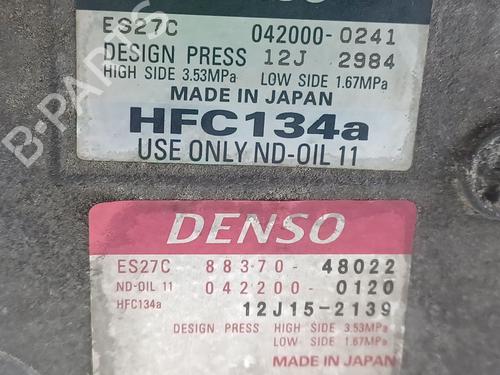 ES27C 042000-0241
DESIGN PRESS 12J 2984
HIGH SIDE 3.53MPa LOW SIDE 1.67MPa
MADE IN JAPAN
HFC134a
USE ONLY ND-OIL 11
DENSO
ES27C 88370-48022
ND-OIL 11 042200-0120
HFC134a 12J15-2139
DESIGN PRESS HIGH SIDE 3.53MPa
LOW SIDE 1.67MPa
MADE IN JAPAN
B-PARTS